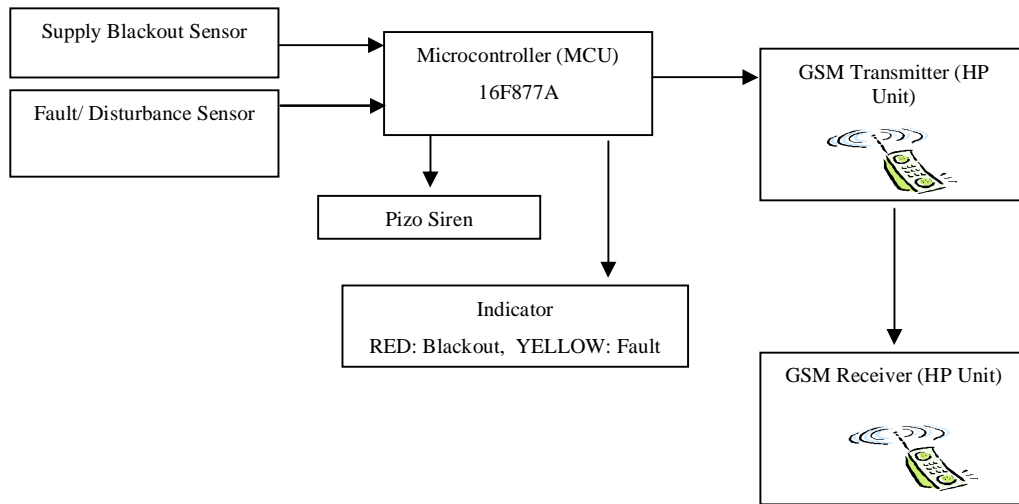 Supply Blackout Sensor
Fault/ Disturbance Sensor
Microcontroller (MCU)
16F877A
GSM Transmitter (HP
Unit)
Pizo Siren
Indicator
RED: Blackout, YELLOW: Fault
GSM Receiver (HP Unit)